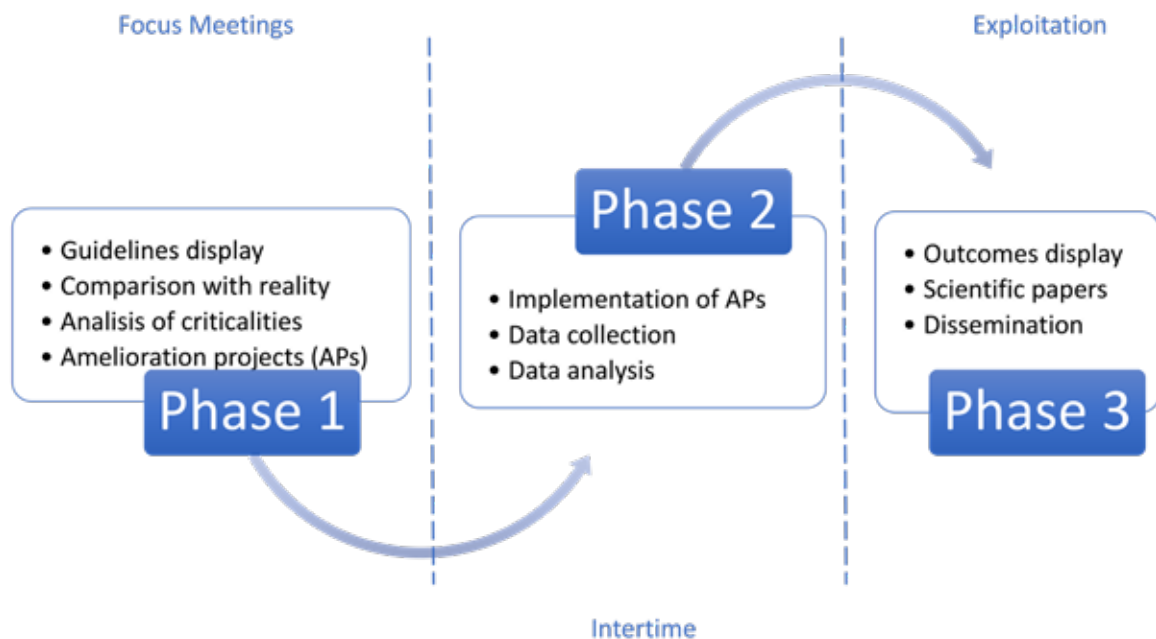 Focus Meetings
Exploitation
• Guidelines display
• Comparison with reality
• Analisis of criticalities
• Amelioration projects (APs)
Phase 1
Phase 2
• Implementation of APs
• Data collection
• Data analysis
• Outcomes display
• Scientific papers
• Dissemination
Phase 3
Intertime